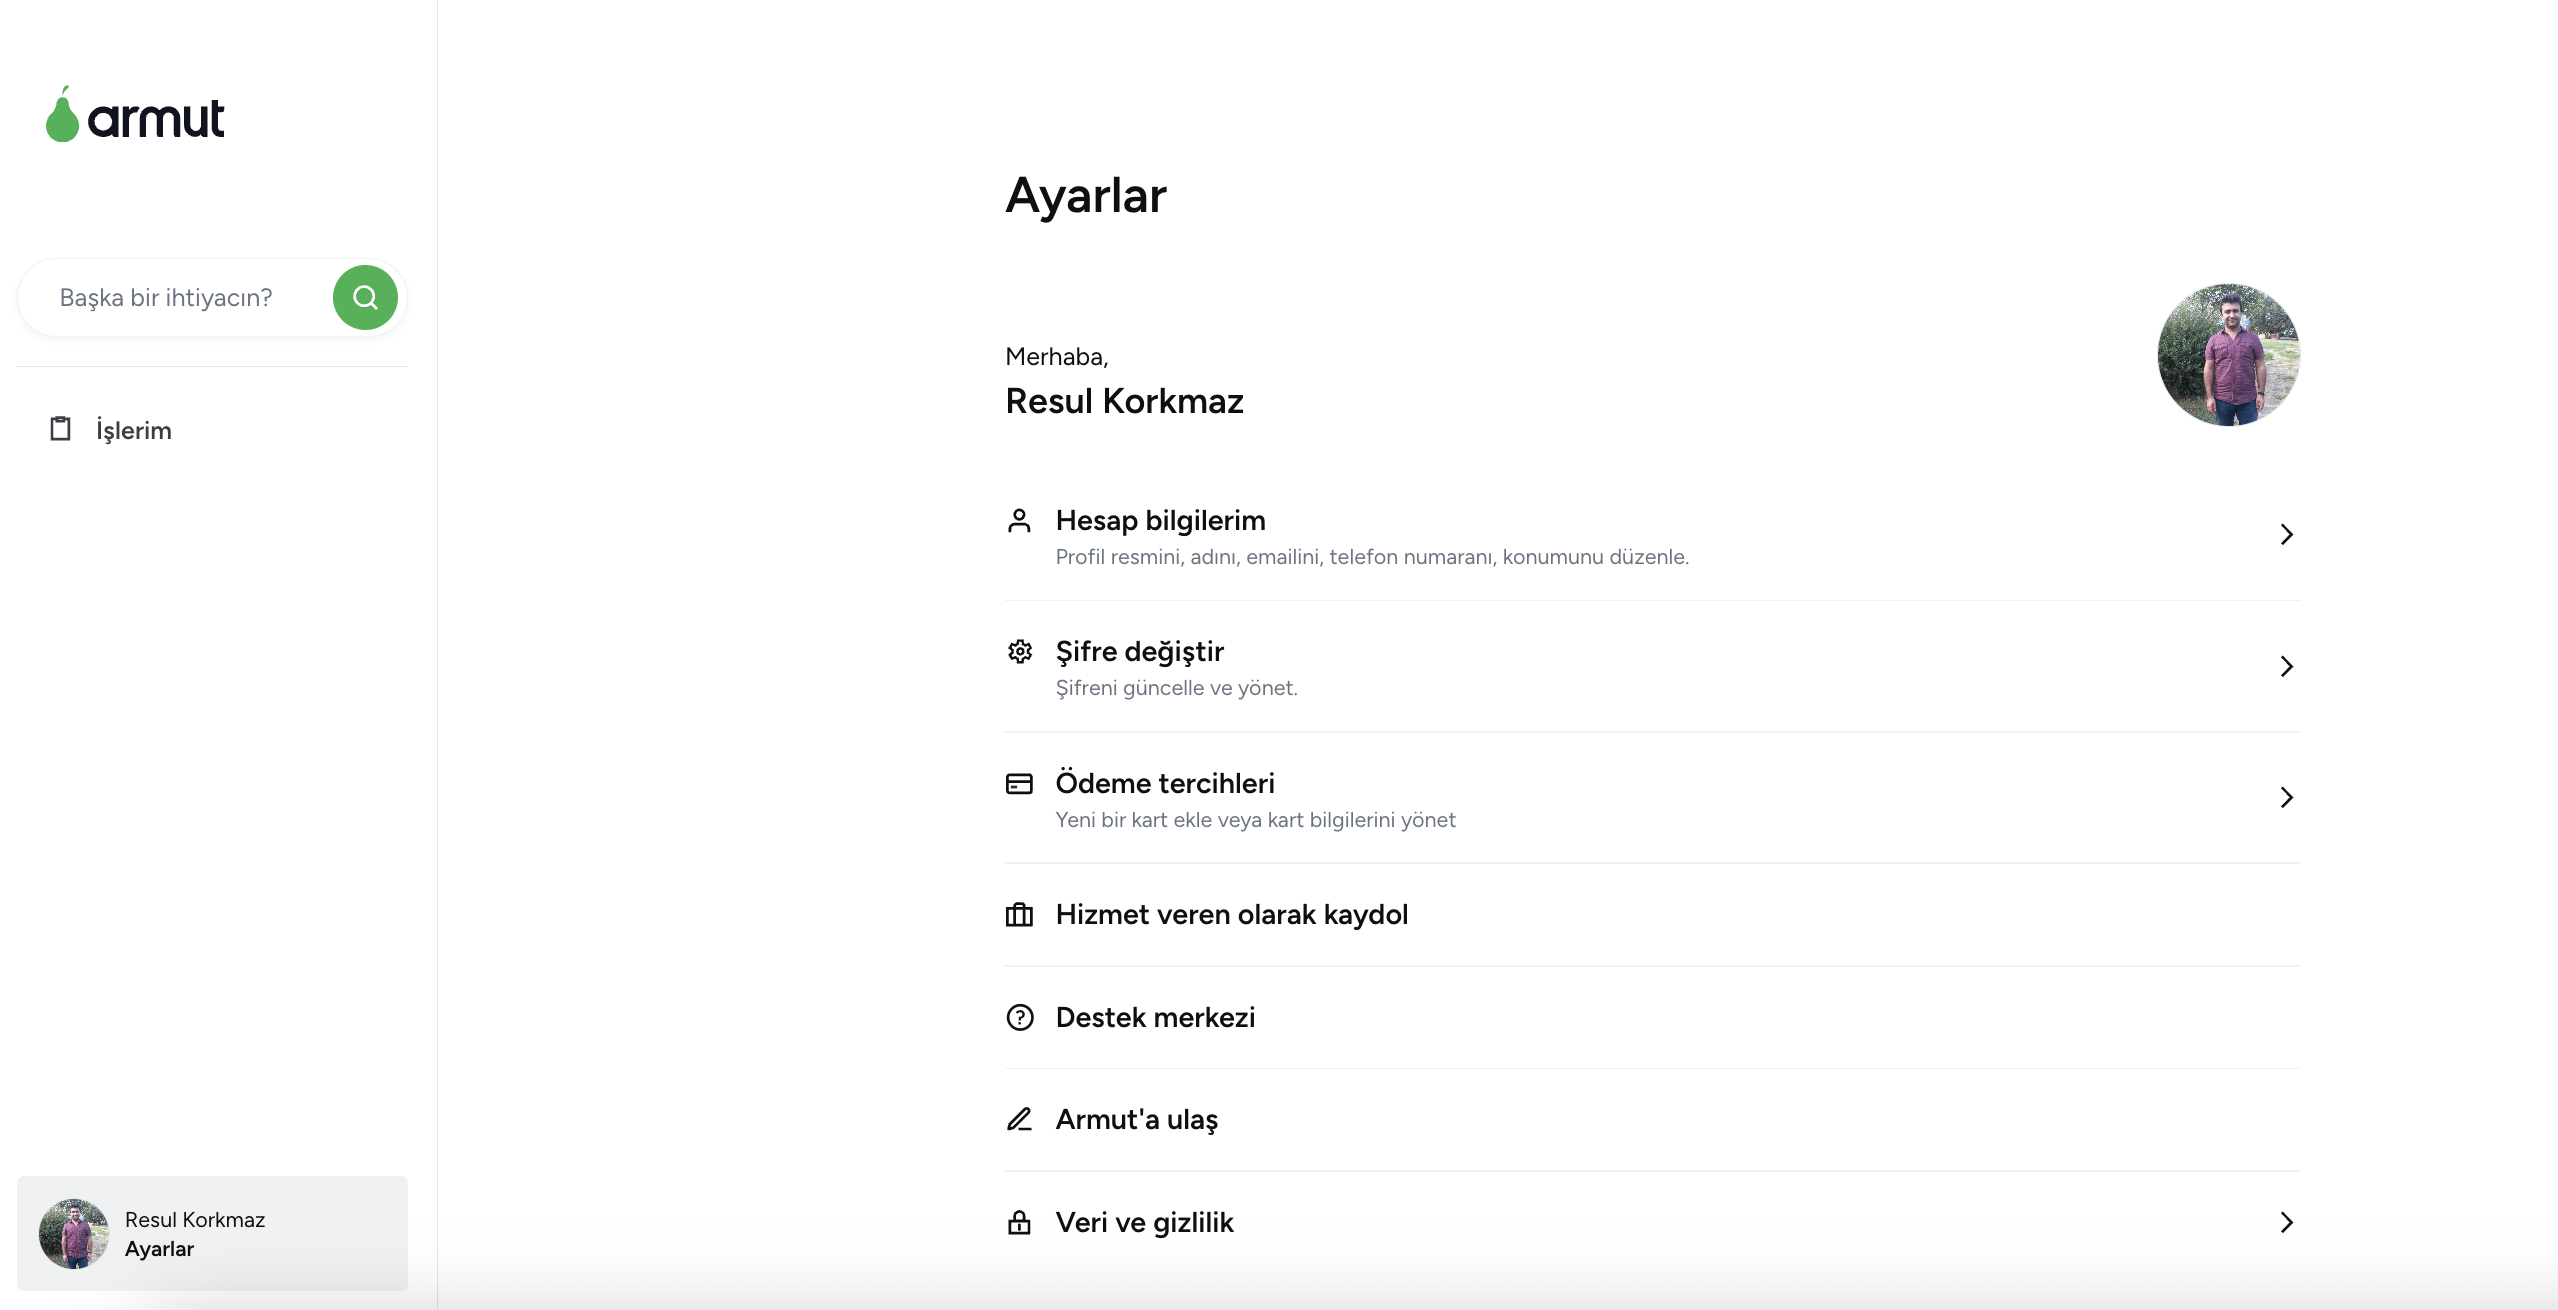 armut
Başka bir ihtiyacın?
İşlerim
Resul Korkmaz
Ayarlar
Ayarlar
Merhaba,
Resul Korkmaz
Hesap bilgilerim
Profil resmini, adını, emailini, telefon numaranı, konumunu düzenle.
Şifre değiştir
Şifreni güncelle ve yönet.
Ödeme tercihleri
Yeni bir kart ekle veya kart bilgilerini yönet
Hizmet veren olarak kaydol
Destek merkezi
Armut'a ulaş
Veri ve gizlilik